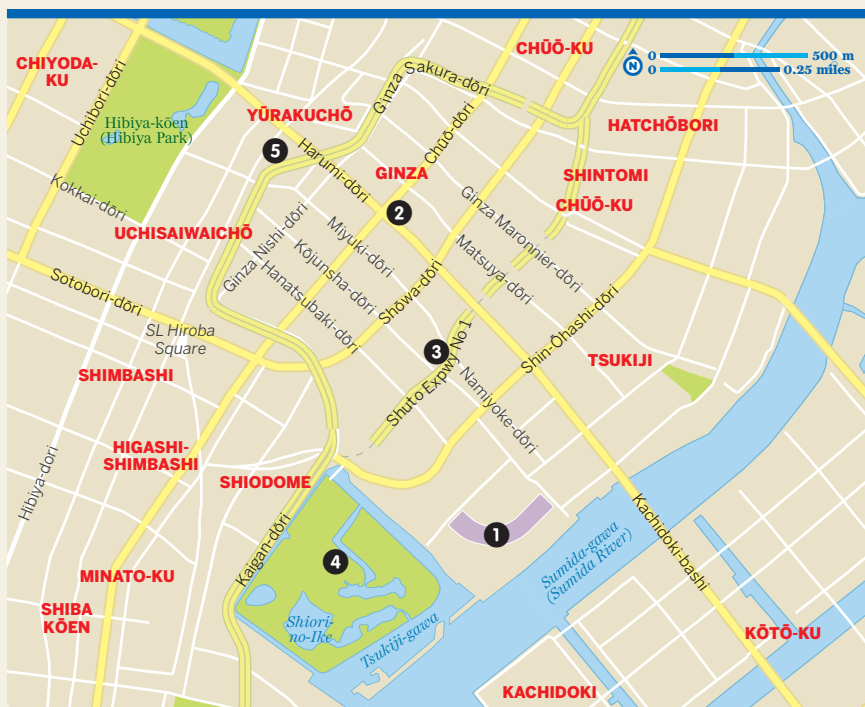 CHŪŌ-KU
0 500 m
N
0 0.25 miles
CHIYODA-
KU
Uchibori-dōri
Ginza Sakura-dōri
Hibiya-kōen
(Hibiya Park)
YŪRAKUCHŌ
Chūō-dōri
HATCHŌBORI
5
Harumi-dōri
GINZA
SHINTOMI
Kokkai-dōri
CHŪŌ-KU
2
Ginza Maronnier-dōri
UCHISAIWAICHŌ
Ginza Nishi-dōri
Miyuki-dōri
Matsuya-dōri
Kōjunsha-dōri
Hanatsubaki-dōri
Sotobori-dōri
Showa-dōri
SL Hiroba
Square
3
Shin-Ōhashi-dōri
TSUKIJI
SHIMBASHI
Shuto Expwy No 1
Namiyoke-dōri
HIGASHI-
SHIMBASHI
Hibiya-dori
SHIODOME
1
Kachidoki-bashi
Kaigan-dōri
4
Sumida-gawa
(Sumida River)
MINATO-KU
SHIBA
KŌEN
Shiori-
no-Ike
Tsukiji-gawa
KŌTŌ-KU
KACHIDOKI